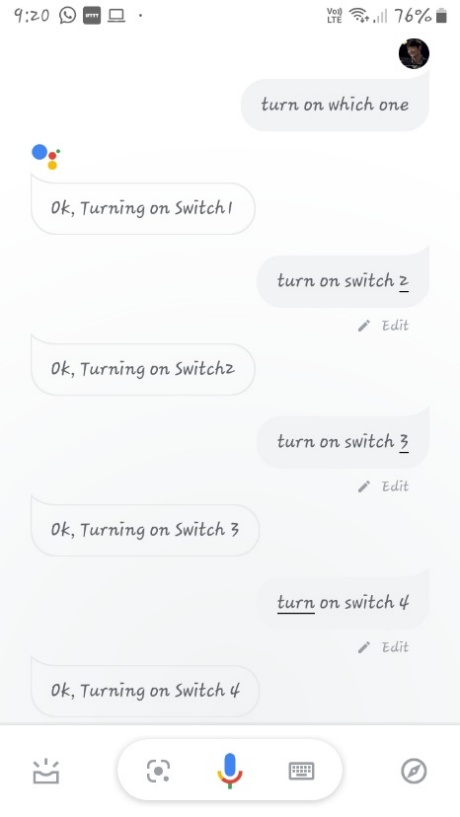 9:20
VoD LTE 76%
turn on which one
Ok, Turning on Switch1
turn on switch 2
Edit
Ok, Turning on Switch2
turn on switch 3
Edit
Ok, Turning on Switch 3
turn on switch 4
Edit
Ok, Turning on Switch 4